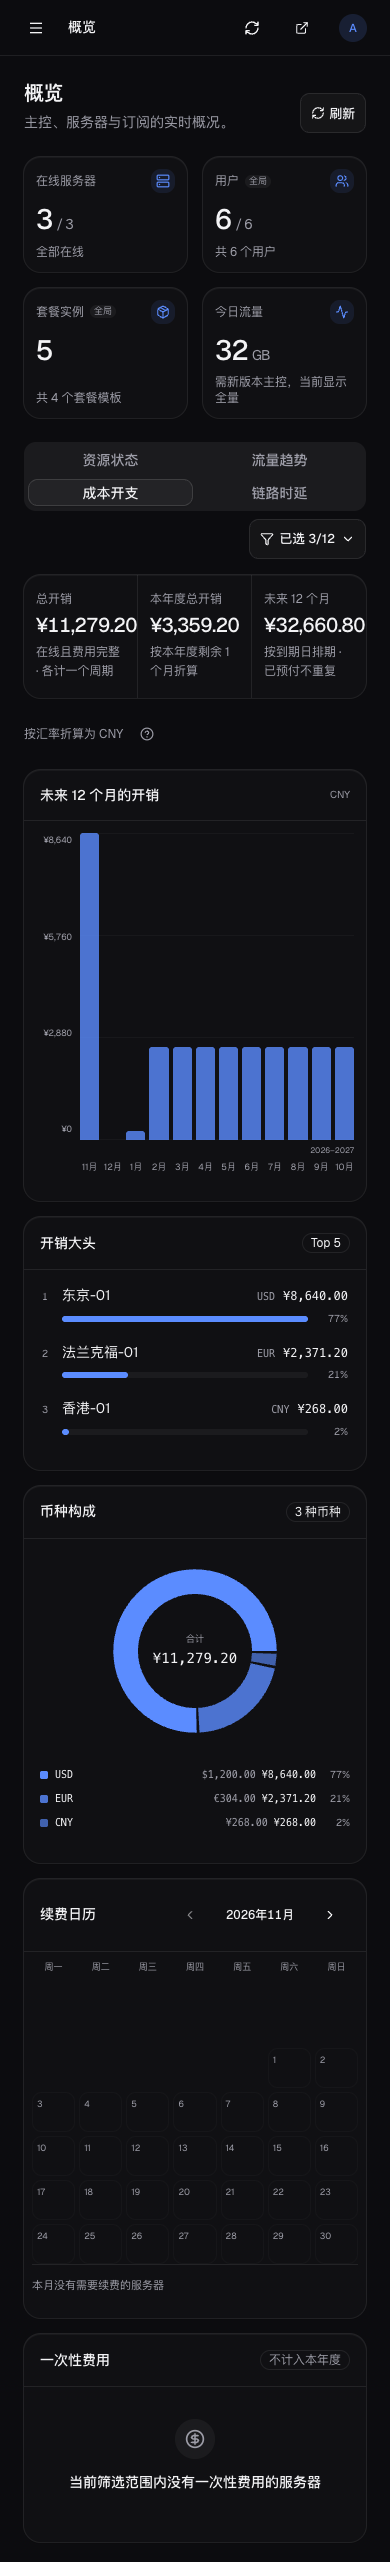 概览
A
概览
主控、服务器与订阅的实时概况。
刷新
在线服务器
3 / 3
全部在线
用户 全局
6 / 6
共 6 个用户
套餐实例 全局
5
共 4 个套餐模板
今日流量
32 GB
需新版本主控，当前显示
全量
资源状态
流量趋势
成本开支
链路时延
已选 3/12
总开销
¥11,279.20
在线且费用完整
· 各计一个周期
本年度总开销
¥3,359.20
按本年度剩余 1
个月折算
未来 12 个月
¥32,660.80
按到期日排期 ·
已预付不重复
按汇率折算为 CNY
未来 12 个月的开销
CNY
¥8,640
¥5,760
¥2,880
¥0
2026–2027
11月 12月 1月 2月 3月 4月 5月 6月 7月 8月 9月 10月
开销大头
Top 5
1 东京-01 USD ¥8,640.00
77%
2 法兰克福-01 EUR ¥2,371.20
21%
3 香港-01 CNY ¥268.00
2%
币种构成
3 种币种
合计
¥11,279.20
USD $1,200.00 ¥8,640.00 77%
EUR €304.00 ¥2,371.20 21%
CNY ¥268.00 ¥268.00 2%
续费日历
2026年11月
周一 周二 周三 周四 周五 周六 周日
1 2
3 4 5 6 7 8 9
10 11 12 13 14 15 16
17 18 19 20 21 22 23
24 25 26 27 28 29 30
本月没有需要续费的服务器
一次性费用
不计入本年度
当前筛选范围内没有一次性费用的服务器